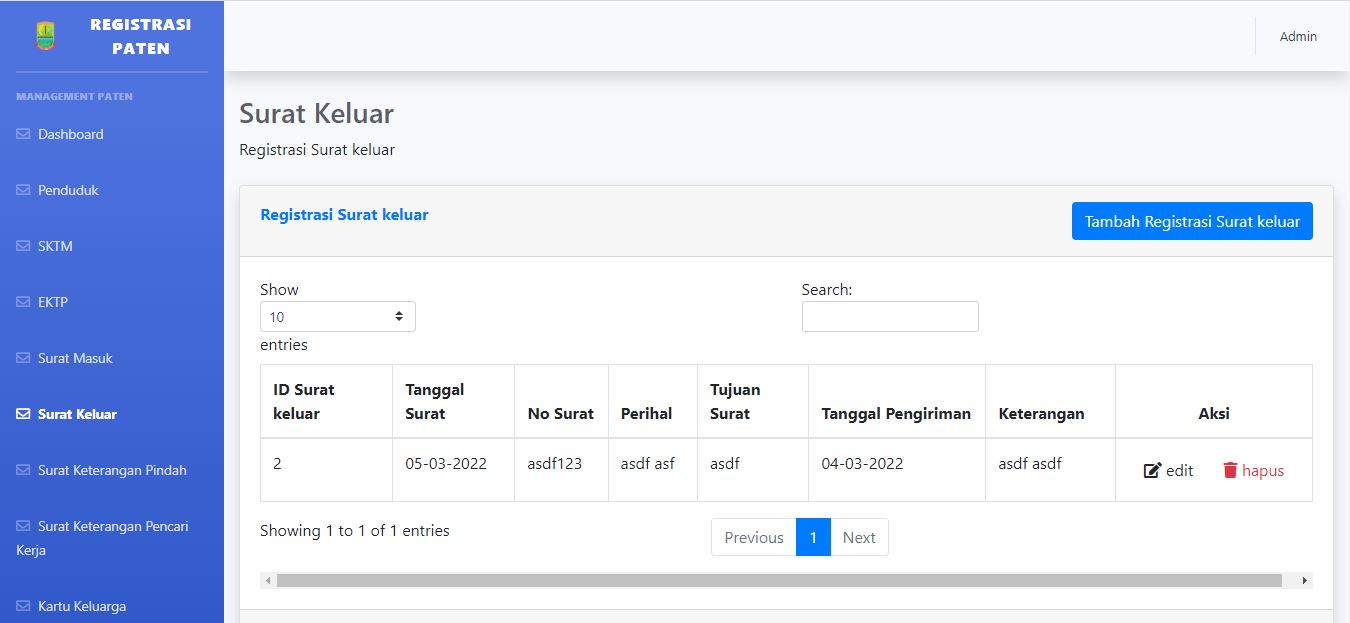 REGISTRASI
PATEN
Admin
MANAGEMENT PATEN
Dashboard
Penduduk
SKTM
EKTP
Surat Masuk
Surat Keluar
Surat Keterangan Pindah
Surat Keterangan Pencari
Kerja
Kartu Keluarga
Surat Keluar
Registrasi Surat keluar
Registrasi Surat keluar
Tambah Registrasi Surat keluar
Show
10
entries
Search:
ID Surat keluar Tanggal Surat No Surat Perihal Tujuan Surat Tanggal Pengiriman Keterangan Aksi
2 05-03-2022 asdf123 asdf asf asdf 04-03-2022 asdf asdf edit hapus
Showing 1 to 1 of 1 entries
Previous 1 Next